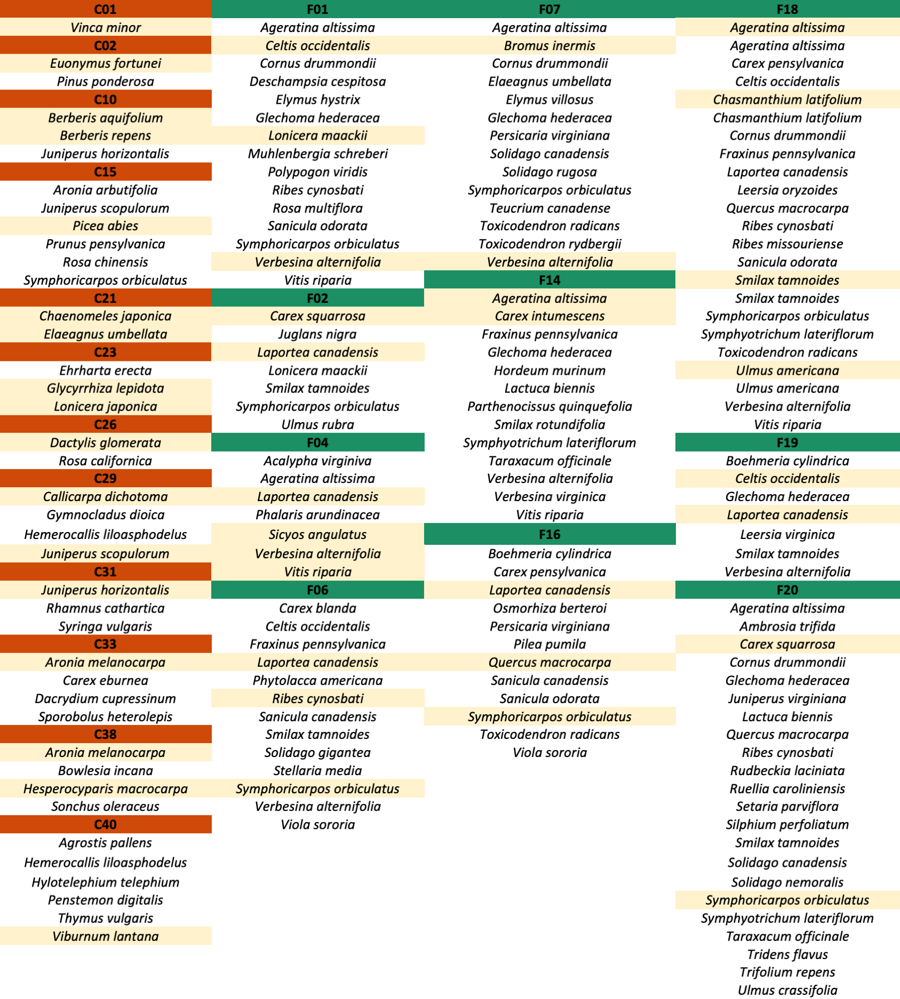 C01
Vinca minor
C02
Euonymus fortunei
Pinus ponderosa
C10
Berberis aquifolium
Berberis repens
Juniperus horizontalis
C15
Aronia arbutifolia
Juniperus scopulorum
Picea abies
Prunus pensylvanica
Rosa chinensis
Symphoricarpos orbiculatus
C21
Chaenomeles japonica
Elaeagnus umbellata
C23
Ehrharta erecta
Glycyrrhiza lepidota
Lonicera japonica
C26
Dactylis glomerata
Rosa californica
C29
Callicarpa dichotoma
Gymnocladus dioica
Hemerocallis liloasphodelus
Juniperus scopulorum
C31
Juniperus horizontalis
Rhamnus cathartica
Syringa vulgaris
C33
Aronia melanocarpa
Carex eburnea
Dacrydium cupressinum
Sporobolus heterolepis
C38
Aronia melanocarpa
Bowlesia incana
Hesperocyparis macrocarpa
Sonchus oleraceus
C40
Agrostis pallens
Hemerocallis liloasphodelus
Hylotelephium telephium
Penstemon digitalis
Thymus vulgaris
Viburnum lantana
F01
Ageratina altissima
Celtis occidentalis
Cornus drummondii
Deschampsia cespitosa
Elymus hystrix
Glechoma hederacea
Lonicera maackii
Muhlenbergia schreberi
Polypogon viridis
Ribes cynosbati
Rosa multiflora
Sanicula odorata
Symphoricarpos orbiculatus
Verbesina alternifolia
Vitis riparia
F02
Carex squarrosa
Juglans nigra
Laportea canadensis
Lonicera maackii
Smilax tamnoides
Symphoricarpos orbiculatus
Ulmus rubra
F04
Acalypha virginiva
Ageratina altissima
Laportea canadensis
Phalaris arundinacea
Sicyos angulatus
Verbesina alternifolia
Vitis riparia
F06
Carex blanda
Celtis occidentalis
Fraxinus pennsylvanica
Laportea canadensis
Phytolacca americana
Ribes cynosbati
Sanicula canadensis
Smilax tamnoides
Solidago gigantea
Stellaria media
Symphoricarpos orbiculatus
Verbesina alternifolia
Viola sororia
F07
Ageratina altissima
Bromus inermis
Cornus drummondii
Elaeagnus umbellata
Elymus villosus
Glechoma hederacea
Persicaria virginiana
Solidago canadensis
Solidago rugosa
Symphoricarpos orbiculatus
Teucrium canadense
Toxicodendron radicans
Toxicodendron rydbergii
Verbesina alternifolia
F14
Ageratina altissima
Carex intumescens
Fraxinus pennsylvanica
Glechoma hederacea
Hordeum murinum
Lactuca biennis
Parthenocissus quinquefolia
Smilax rotundifolia
Symphyotrichum lateriflorum
Taraxacum officinale
Verbesina alternifolia
Verbesina virginica
Vitis riparia
F16
Boehmeria cylindrica
Carex pensylvanica
Laportea canadensis
Osmorhiza berteroi
Persicaria virginiana
Pilea pumila
Quercus macrocarpa
Sanicula canadensis
Sanicula odorata
Symphoricarpos orbiculatus
Toxicodendron radicans
Viola sororia
F18
Ageratina altissima
Ageratina altissima
Carex pensylvanica
Celtis occidentalis
Chasmanthium latifolium
Chasmanthium latifolium
Cornus drummondii
Fraxinus pennsylvanica
Laportea canadensis
Leersia oryzoides
Quercus macrocarpa
Ribes cynosbati
Ribes missouriense
Sanicula odorata
Smilax tamnoides
Smilax tamnoides
Symphoricarpos orbiculatus
Symphyotrichum lateriflorum
Toxicodendron radicans
Ulmus americana
Ulmus americana
Verbesina alternifolia
Vitis riparia
F19
Boehmeria cylindrica
Celtis occidentalis
Glechoma hederacea
Laportea canadensis
Leersia virginica
Smilax tamnoides
Verbesina alternifolia
F20
Ageratina altissima
Ambrosia trifida
Carex squarrosa
Cornus drummondii
Glechoma hederacea
Juniperus virginiana
Lactuca biennis
Quercus macrocarpa
Ribes cynosbati
Rudbeckia laciniata
Ruellia caroliniensis
Setaria parviflora
Silphium perfoliatum
Smilax tamnoides
Solidago canadensis
Solidago nemoralis
Symphoricarpos orbiculatus
Symphyotrichum lateriflorum
Taraxacum officinale
Tridens flavus
Trifolium repens
Ulmus crassifolia